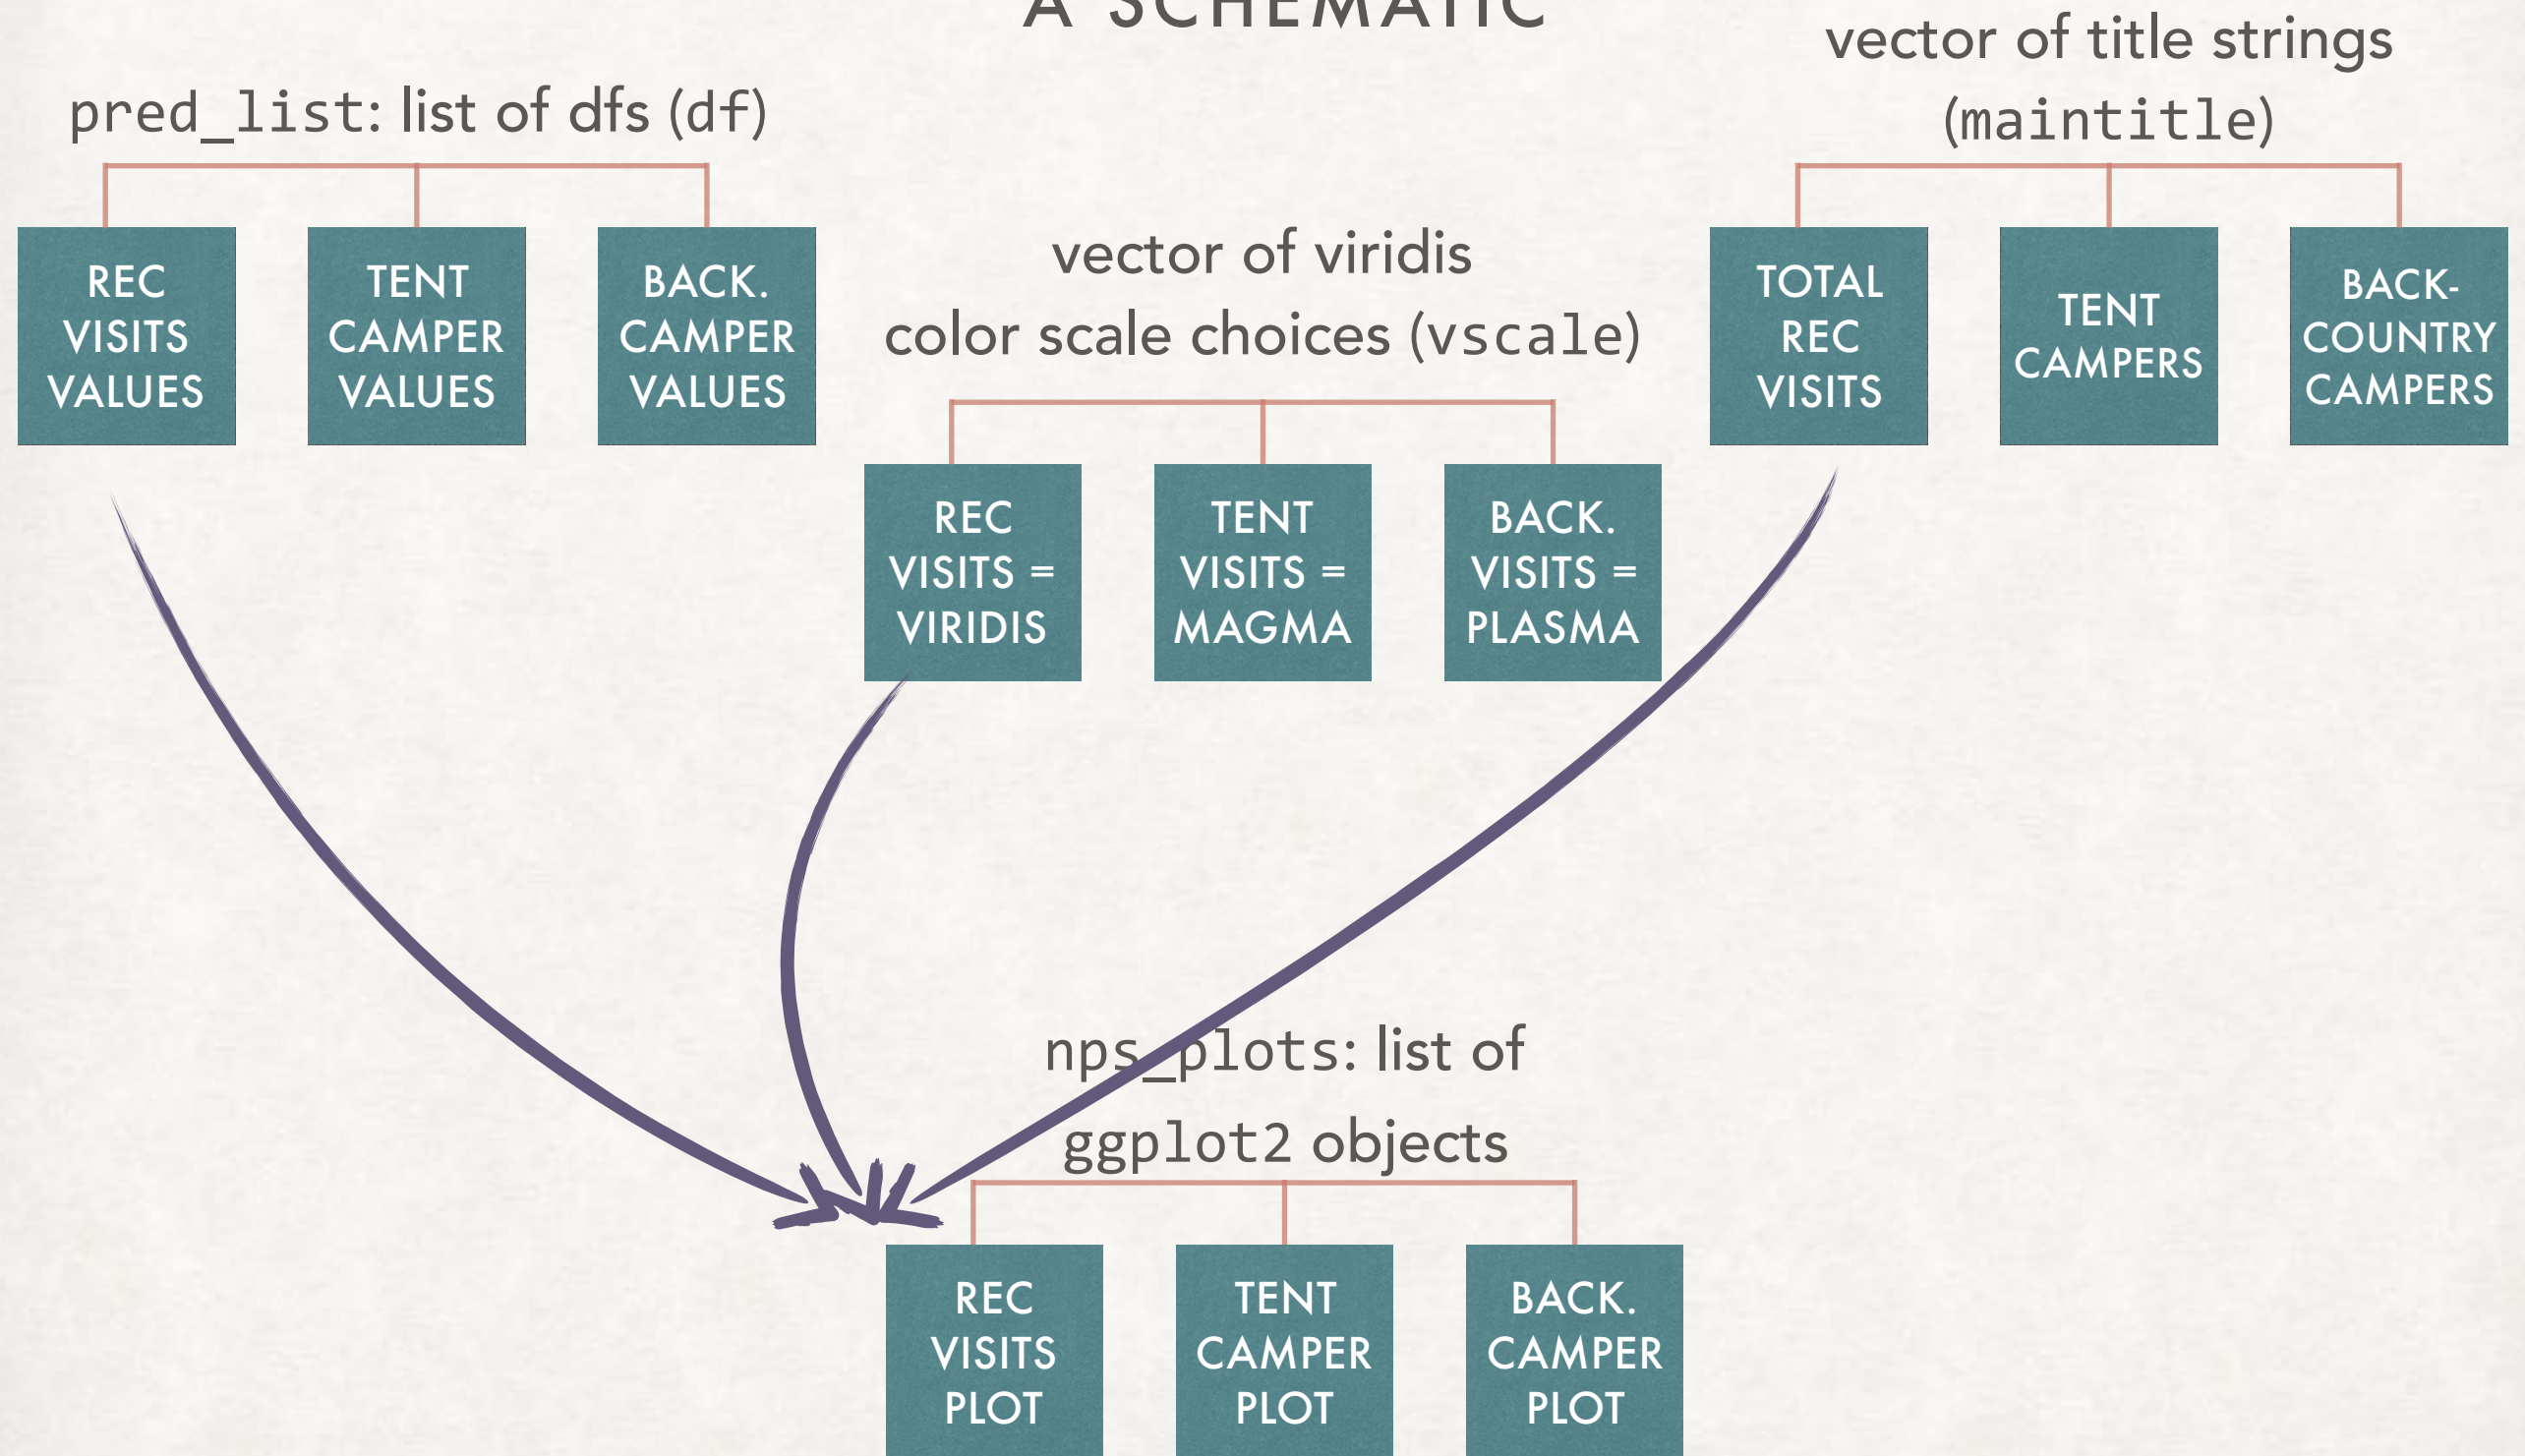 A SCHEMATIC
pred_list: list of dfs (df)
REC
VISITS
VALUES
TENT
CAMPER
VALUES
BACK.
CAMPER
VALUES
vector of viridis
color scale choices (vscale)
REC
VISITS =
VIRIDIS
TENT
VISITS =
MAGMA
BACK.
VISITS =
PLASMA
vector of title strings
(maintitle)
TOTAL
REC
VISITS
TENT
CAMPERS
BACK-
COUNTRY
CAMPERS
nps_plots: list of
ggplot2 objects
REC
VISITS
PLOT
TENT
CAMPER
PLOT
BACK.
CAMPER
PLOT